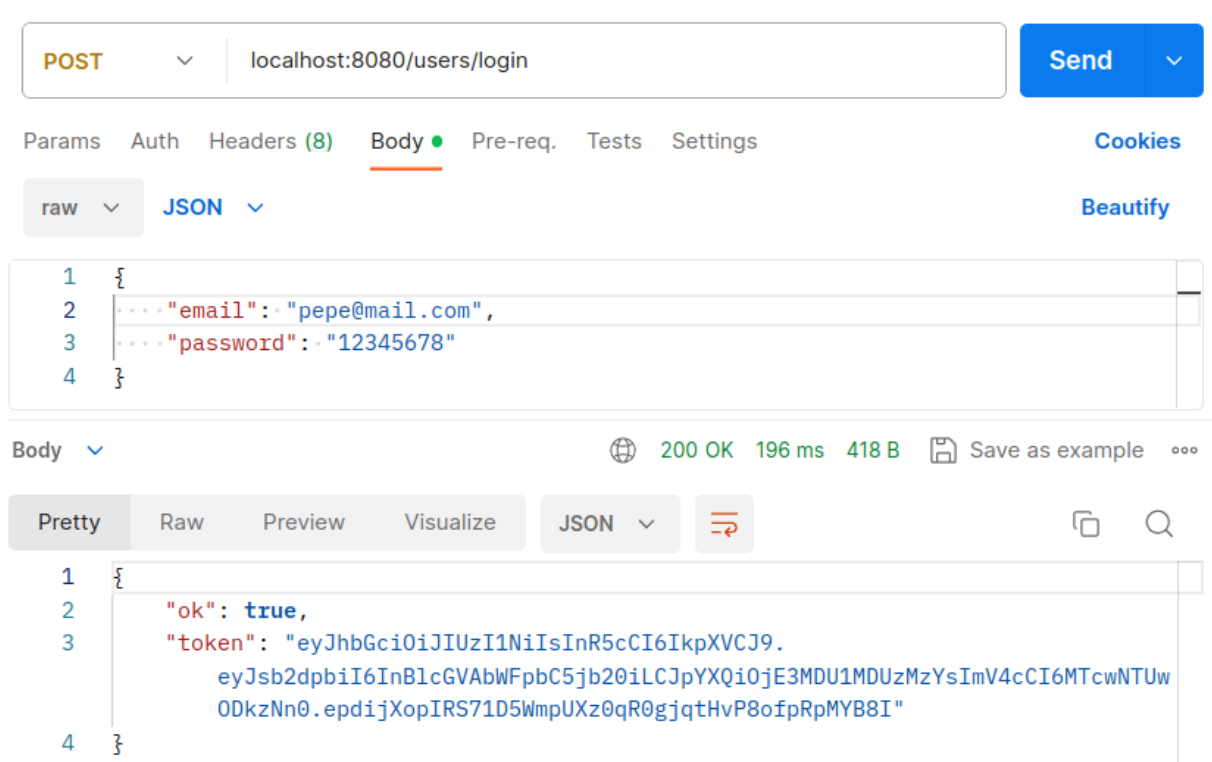 POST localhost:8080/users/login Send
Params Auth Headers (8) Body Pre-req. Tests Settings Cookies
raw JSON Beautify
1 {
2 "email": "pepe@mail.com",
3 "password": "12345678"
4 }
Body 200 OK 196 ms 418 B Save as example
Pretty Raw Preview Visualize JSON
1 {
2 "ok": true,
3 "token": "eyJhbGciOiJIUzI1NiIsInR5cCI6IkpXVCJ9.
eyJsb2dpbiI6InBlcGVAbWFpbC5jb20iLCJpYXQiOjE3MDU1MDUzMzYsImV4cCI6MTcwNTUw
ODkzNn0.epdijXopIRS71D5WmpUXz0qR0gjqtHvP8ofpRpMYB8I"
4 }